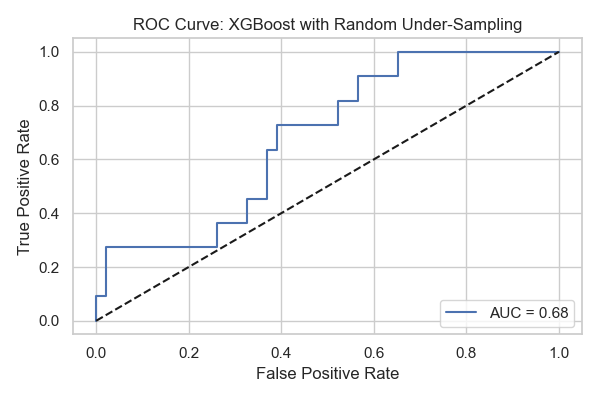 ROC Curve: XGBoost with Random Under-Sampling
True Positive Rate
1.0
0.8
0.6
0.4
0.2
0.0
AUC = 0.68
0.0 0.2 0.4 0.6 0.8 1.0
False Positive Rate